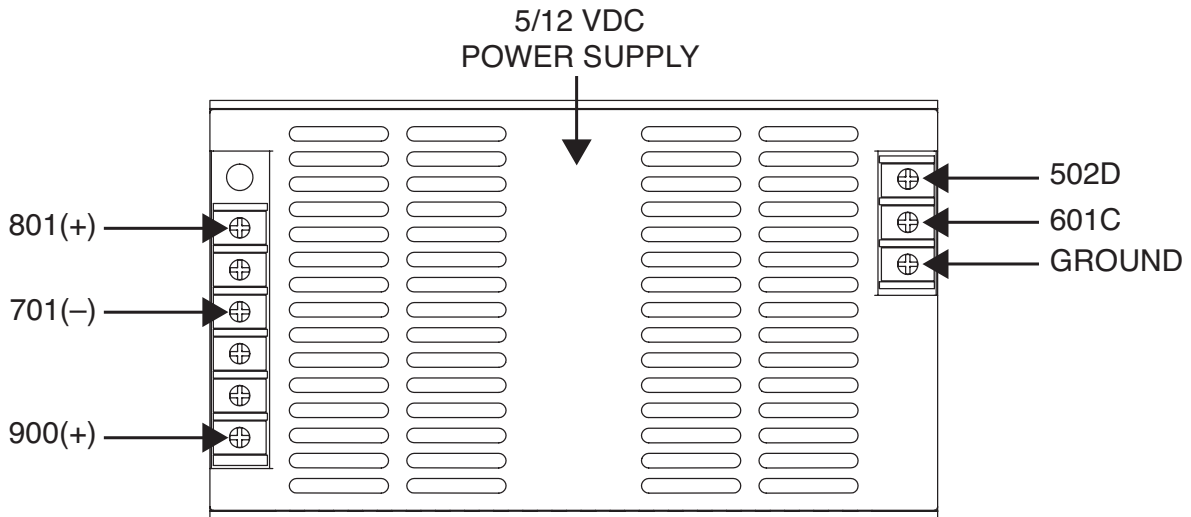 5/12 VDC
POWER SUPPLY
801(+)
701(–)
900(+)
502D
601C
GROUND